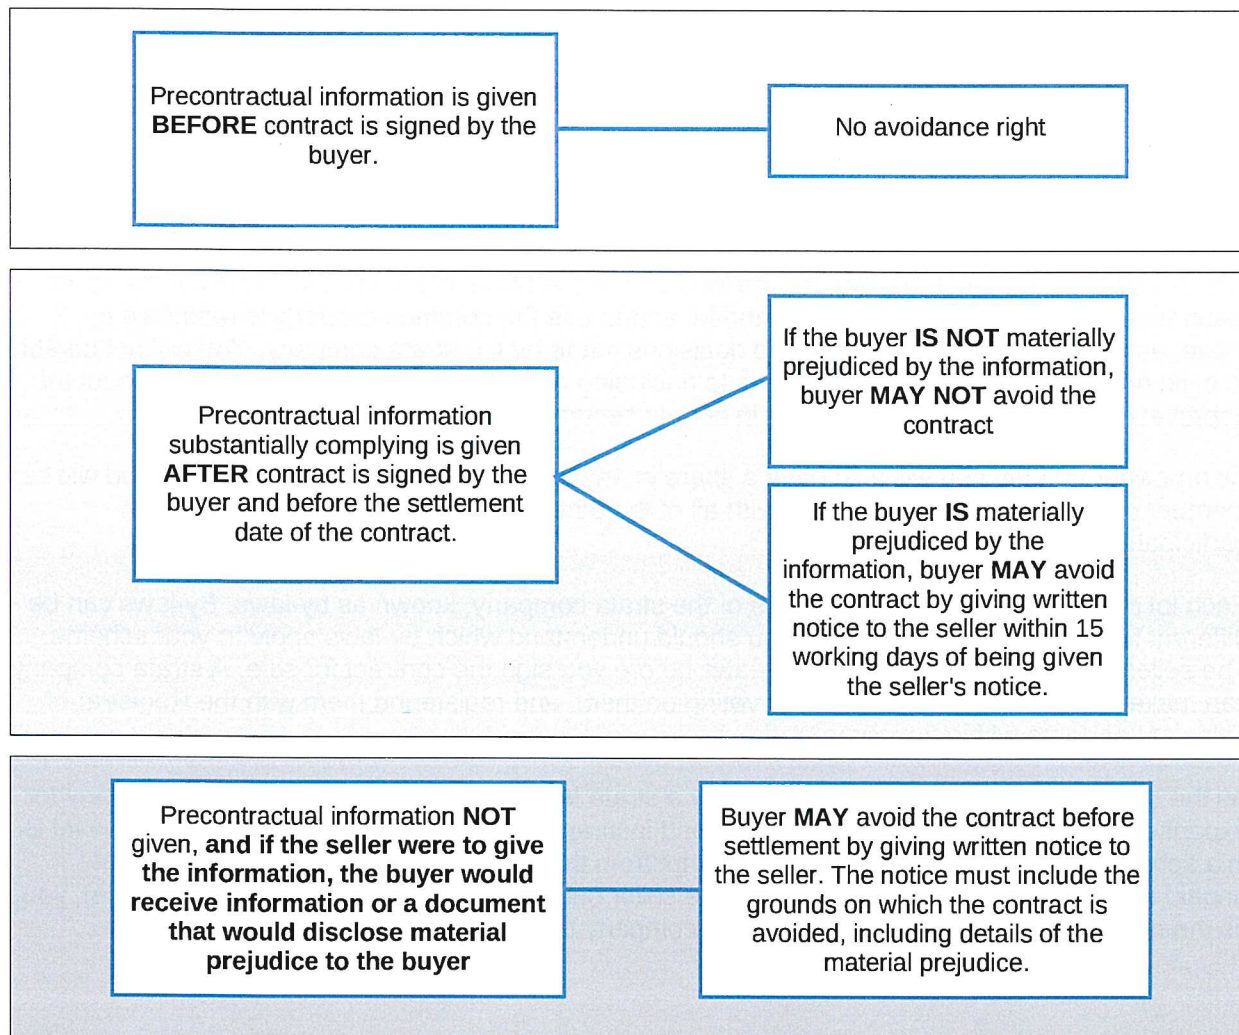 Precontractual information is given
BEFORE contract is signed by the
buyer.
No avoidance right
Precontractual information
substantially complying is given
AFTER contract is signed by the
buyer and before the settlement
date of the contract.
If the buyer IS NOT materially
prejudiced by the information,
buyer MAY NOT avoid the
contract
If the buyer IS materially
prejudiced by the
information, buyer MAY avoid
the contract by giving written
notice to the seller within 15
working days of being given
the seller's notice.
Precontractual information NOT
given, and if the seller were to give
the information, the buyer would
receive information or a document
that would disclose material
prejudice to the buyer
Buyer MAY avoid the contract before
settlement by giving written notice to
the seller. The notice must include the
grounds on which the contract is
avoided, including details of the
material prejudice.